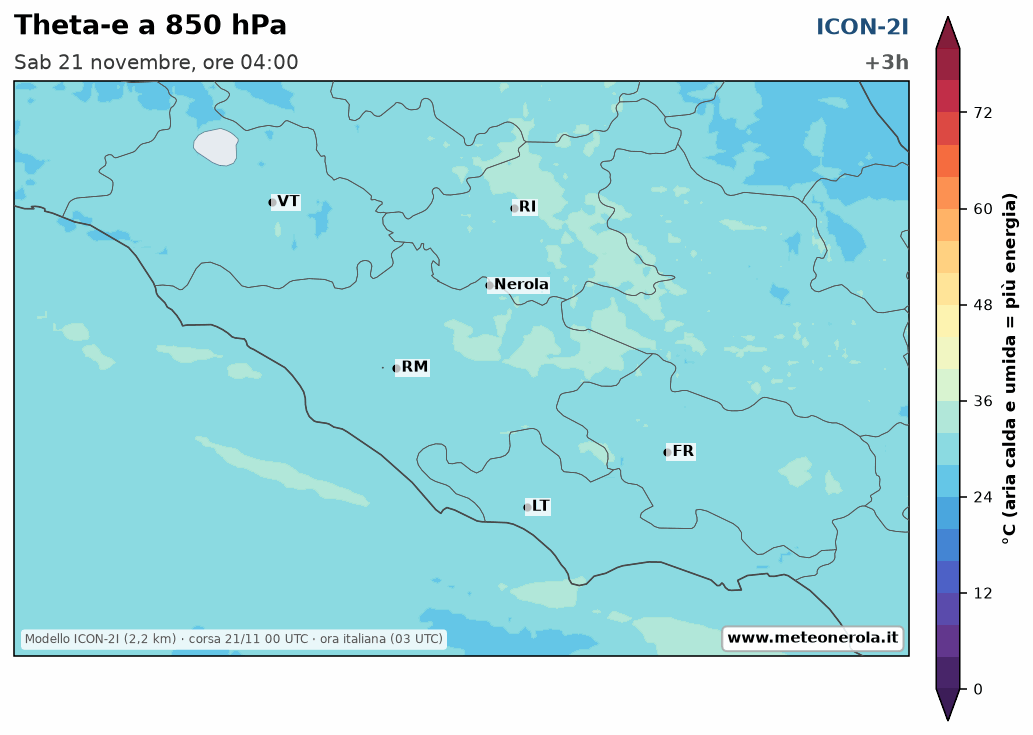 Theta-e a 850 hPa
ICON-2I
Sab 21 novembre, ore 04:00
+3h
VT
RI
Nerola
RM
FR
LT
72
60
48
36
24
12
0
°C (aria calda e umida = più energia)
Modello ICON-2I (2,2 km) · corsa 21/11 00 UTC · ora italiana (03 UTC)
www.meteonerola.it